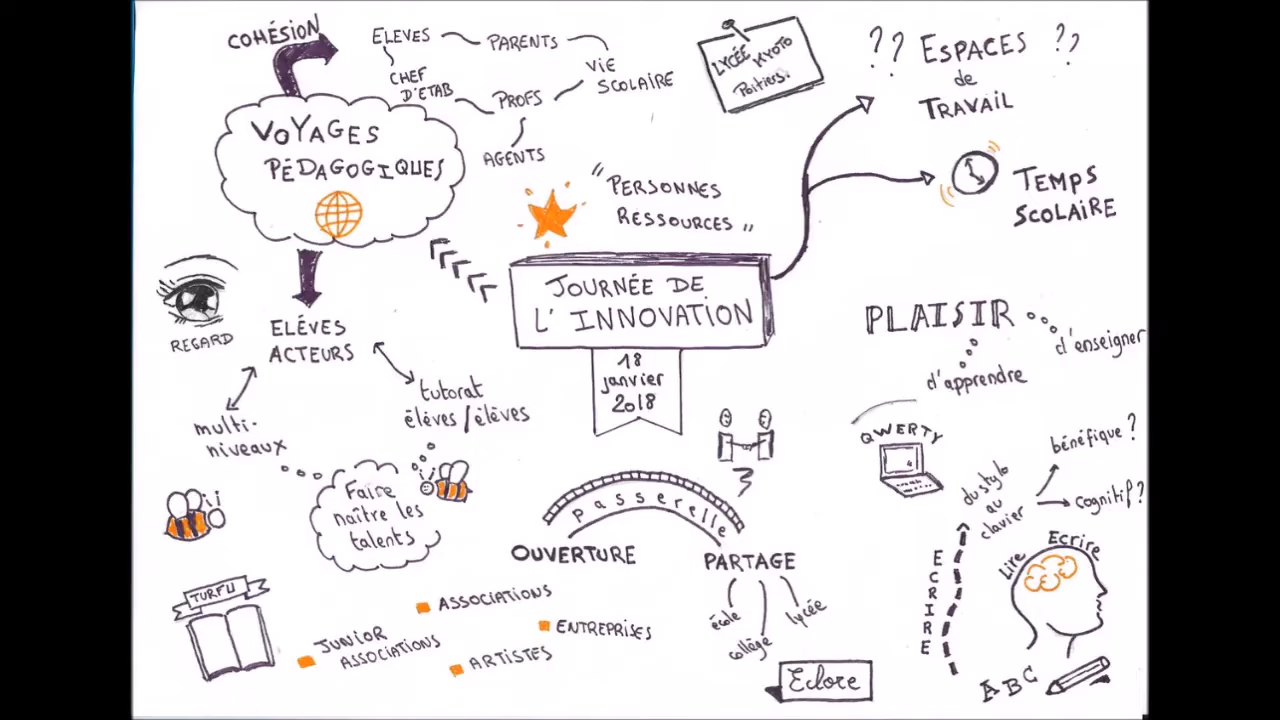 COHÉSION
ELEVES
PARENTS
VIE
SCOLAIRE
CHEF
D'ETAB
PROFS
AGENTS
VOYAGES
PÉDAGOGIQUES
LYCÉE KYOTO
Poitiers.
?? ESPACES ??
de
TRAVAIL
TEMPS
SCOLAIRE
"PERSONNES
RESSOURCES"
JOURNÉE DE
L'INNOVATION
18
janvier
2018
REGARD
ELÉVES
ACTEURS
multi-
niveaux
tutorat
élèves/élèves
Faire
naître les
talents
PLAISIR
d'enseigner
d'apprendre
QWERTY
du stylo
au
clavier
bénéfique?
cognitif?
ECRIRE
Lire
Ecrire
ABC
passerelle
OUVERTURE
PARTAGE
école
collège
lycée
Eclore
TURFU
ASSOCIATIONS
JUNIOR
ASSOCIATIONS
ENTREPRISES
ARTISTES